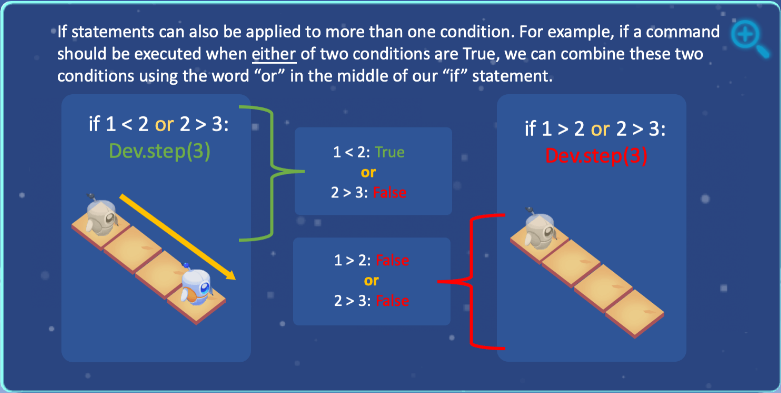 •If statements can also be applied to more than one condition. For example, if a command
should be executed when either of two conditions are True, we can combine these two
conditions using the word “or” in the middle of our “if” statement.
if 1 < 2 or 2 > 3:
Dev.step(3)
1 < 2: True
or
2 > 3: False
1 > 2: False
or
2 > 3: False
if 1 > 2 or 2 > 3:
Dev.step(3)